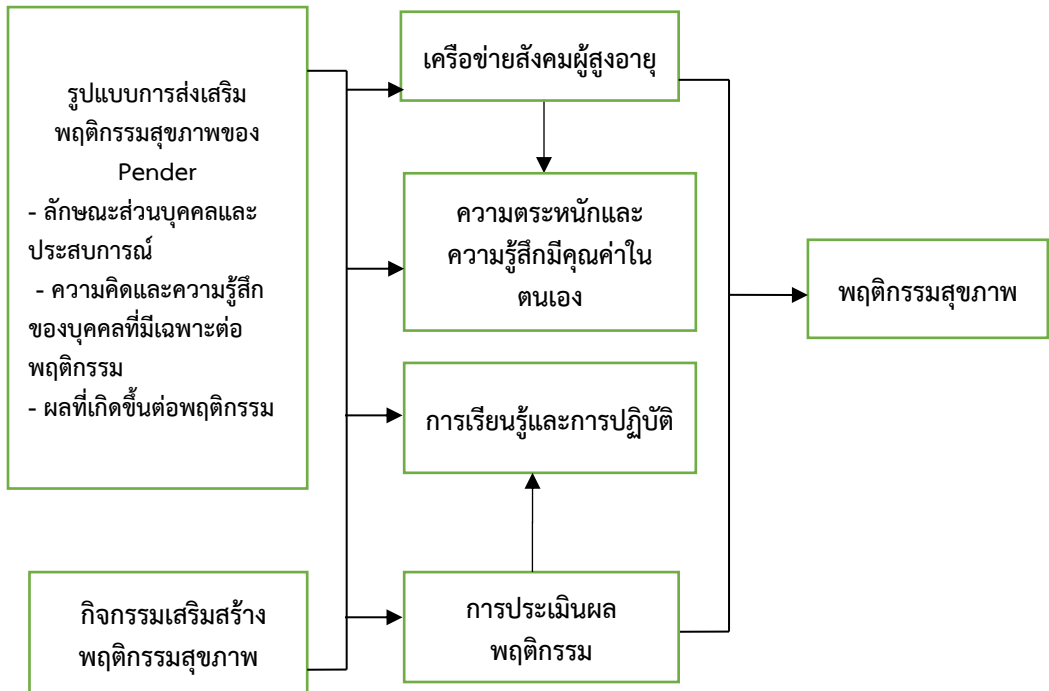 รูปแบบการส่งเสริม
พฤติกรรมสุขภาพของ
Pender
- ลักษณะส่วนบุคคลและ
ประสบการณ์
- ความคิดและความรู้สึก
ของบุคคลที่มีเฉพาะต่อ
พฤติกรรม
- ผลที่เกิดขึ้นต่อพฤติกรรม
กิจกรรมเสริมสร้าง
พฤติกรรมสุขภาพ
เครือข่ายสังคมผู้สูงอายุ
ความตระหนักและ
ความรู้สึกมีคุณค่าใน
ตนเอง
การเรียนรู้และการปฏิบัติ
การประเมินผล
พฤติกรรม
พฤติกรรมสุขภาพ